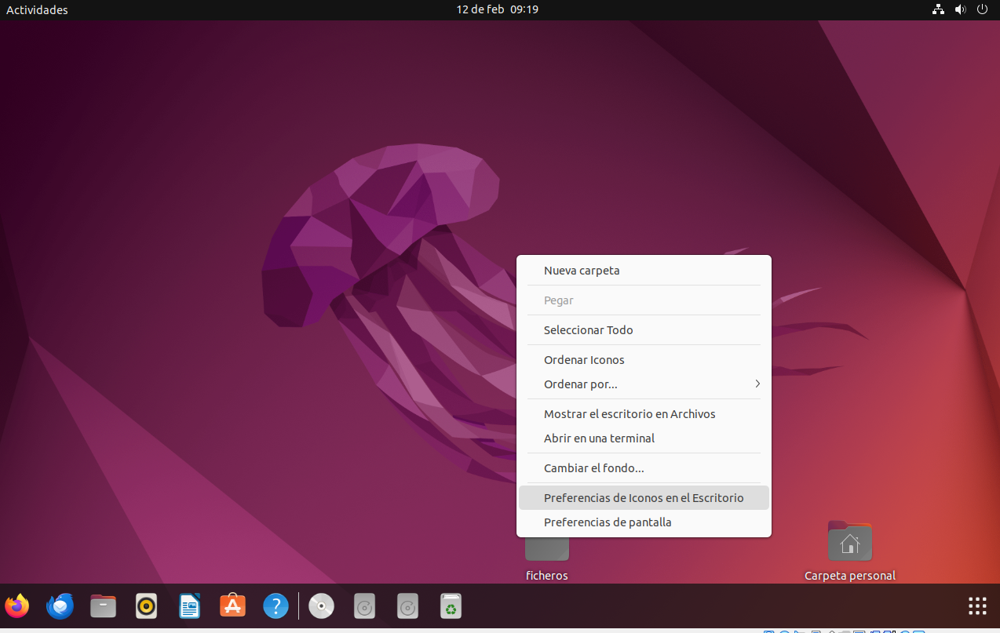 Actividades
12 de feb 09:19
Nueva carpeta
Pegar
Seleccionar Todo
Ordenar Iconos
Ordenar por...
Mostrar el escritorio en Archivos
Abrir en una terminal
Cambiar el fondo...
Preferencias de Iconos en el Escritorio
Preferencias de pantalla
ficheros
Carpeta personal